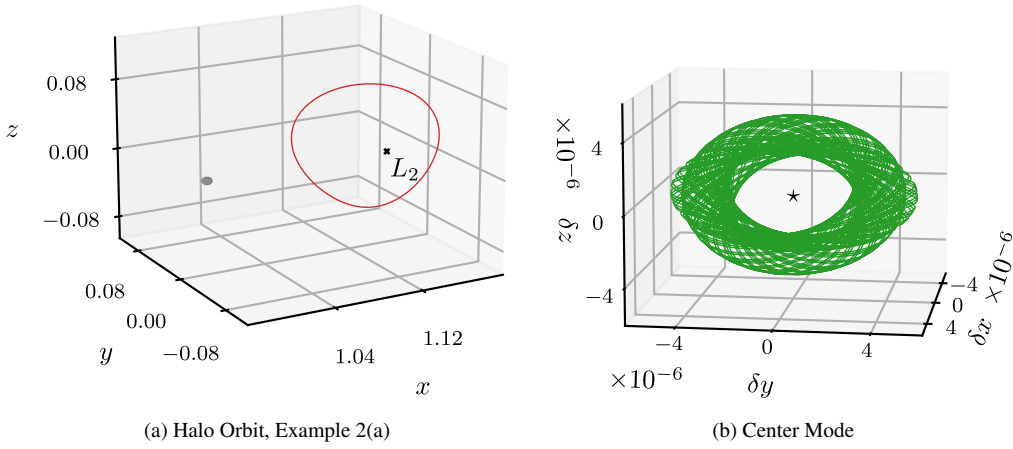 0.08
0.00
−0.08
z
L₂
0.08
0.00
−0.08
y
1.04
1.12
x
(a) Halo Orbit, Example 2(a)
×10⁻⁶
4
0
−4
δz
−4
0
4
×10⁻⁶
δy
−4
0
4
δx
×10⁻⁶
(b) Center Mode